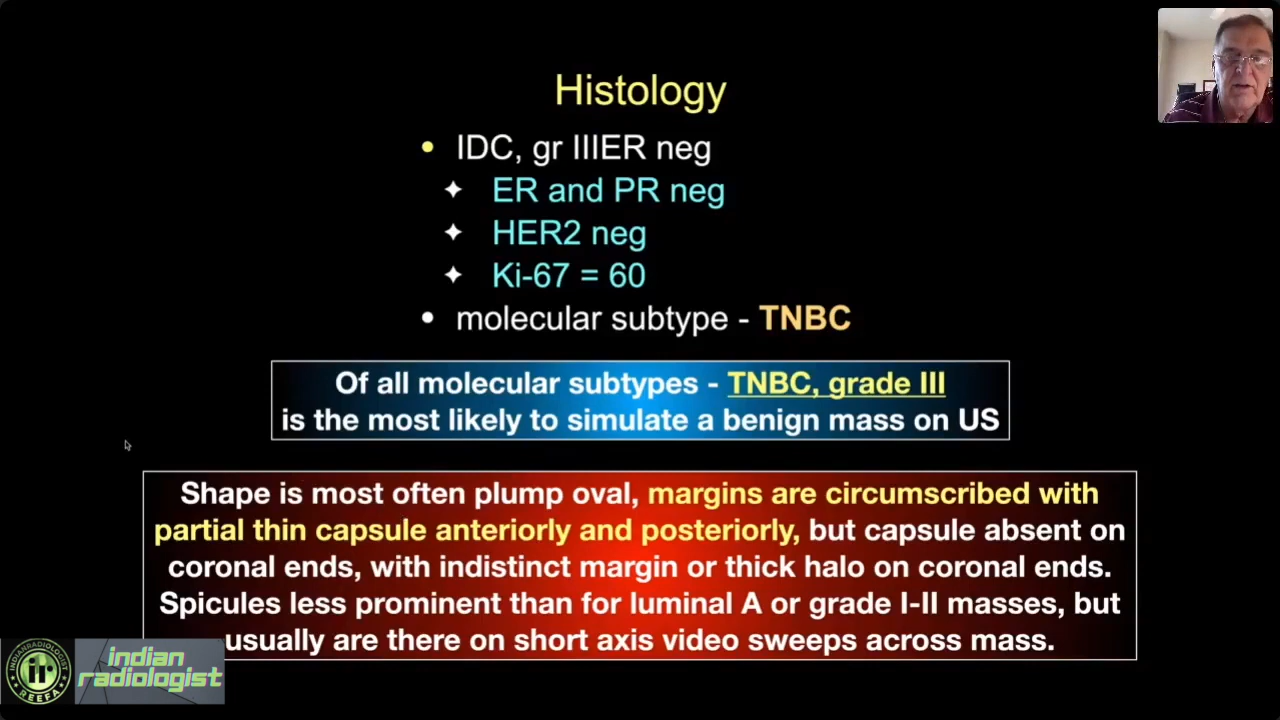 Histology
• IDC, gr IIIER neg
✦ ER and PR neg
✦ HER2 neg
✦ Ki-67 = 60
• molecular subtype - TNBC
Of all molecular subtypes - TNBC, grade III
is the most likely to simulate a benign mass on US
Shape is most often plump oval, margins are circumscribed with
partial thin capsule anteriorly and posteriorly, but capsule absent on
coronal ends, with indistinct margin or thick halo on coronal ends.
Spicules less prominent than for luminal A or grade I-II masses, but
usually are there on short axis video sweeps across mass.
INDIANRADIOLOGIST
ir
REEFA
indian
radiologist